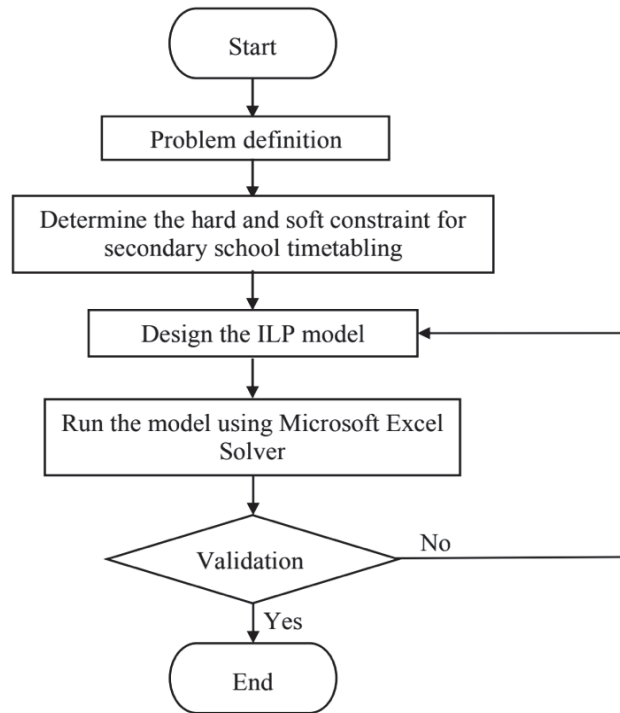 Start
Problem definition
Determine the hard and soft constraint for
secondary school timetabling
Design the ILP model
Run the model using Microsoft Excel
Solver
Validation
No
Yes
End